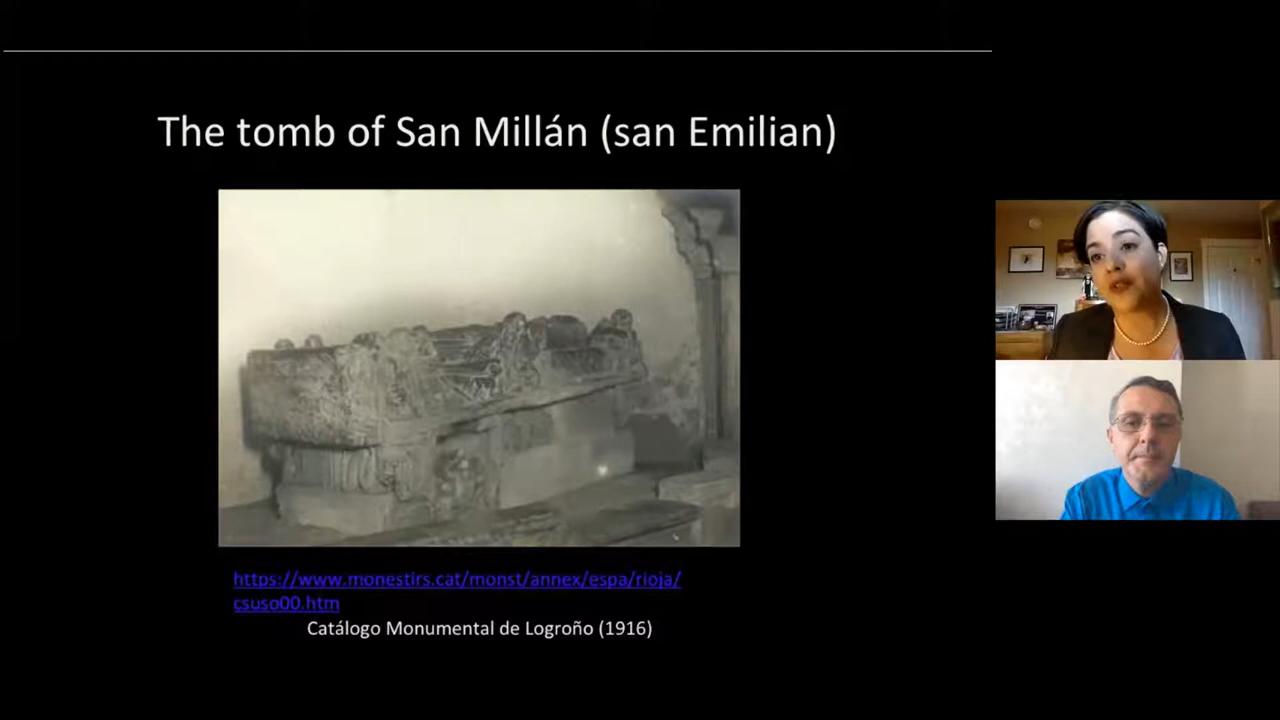 The tomb of San Millán (san Emilian)
https://www.monestirs.cat/monst/annex/espa/rioja/
csuso00.htm
Catálogo Monumental de Logroño (1916)